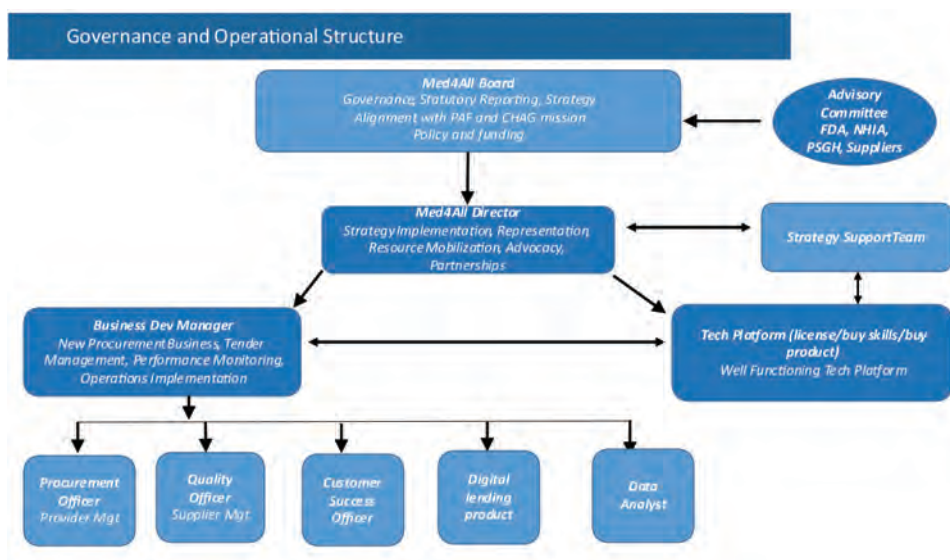 Governance and Operational Structure
Med4All Board
Governance, Statutory Reporting, Strategy
Alignment with PAF and CHAG mission
Policy and funding
Advisory
Committee
FDA, NHIA,
PSGH, Suppliers
Med4All Director
Strategy Implementation, Representation,
Resource Mobilization, Advocacy,
Partnerships
Strategy Support Team
Business Dev Manager
New Procurement Business, Tender
Management, Performance Monitoring,
Operations Implementation
Tech Platform (license/buy skills/buy
product)
Well Functioning Tech Platform
Procurement
Officer
Provider Mgt
Quality
Officer
Supplier Mgt
Customer
Success
Officer
Digital
lending
product
Data
Analyst